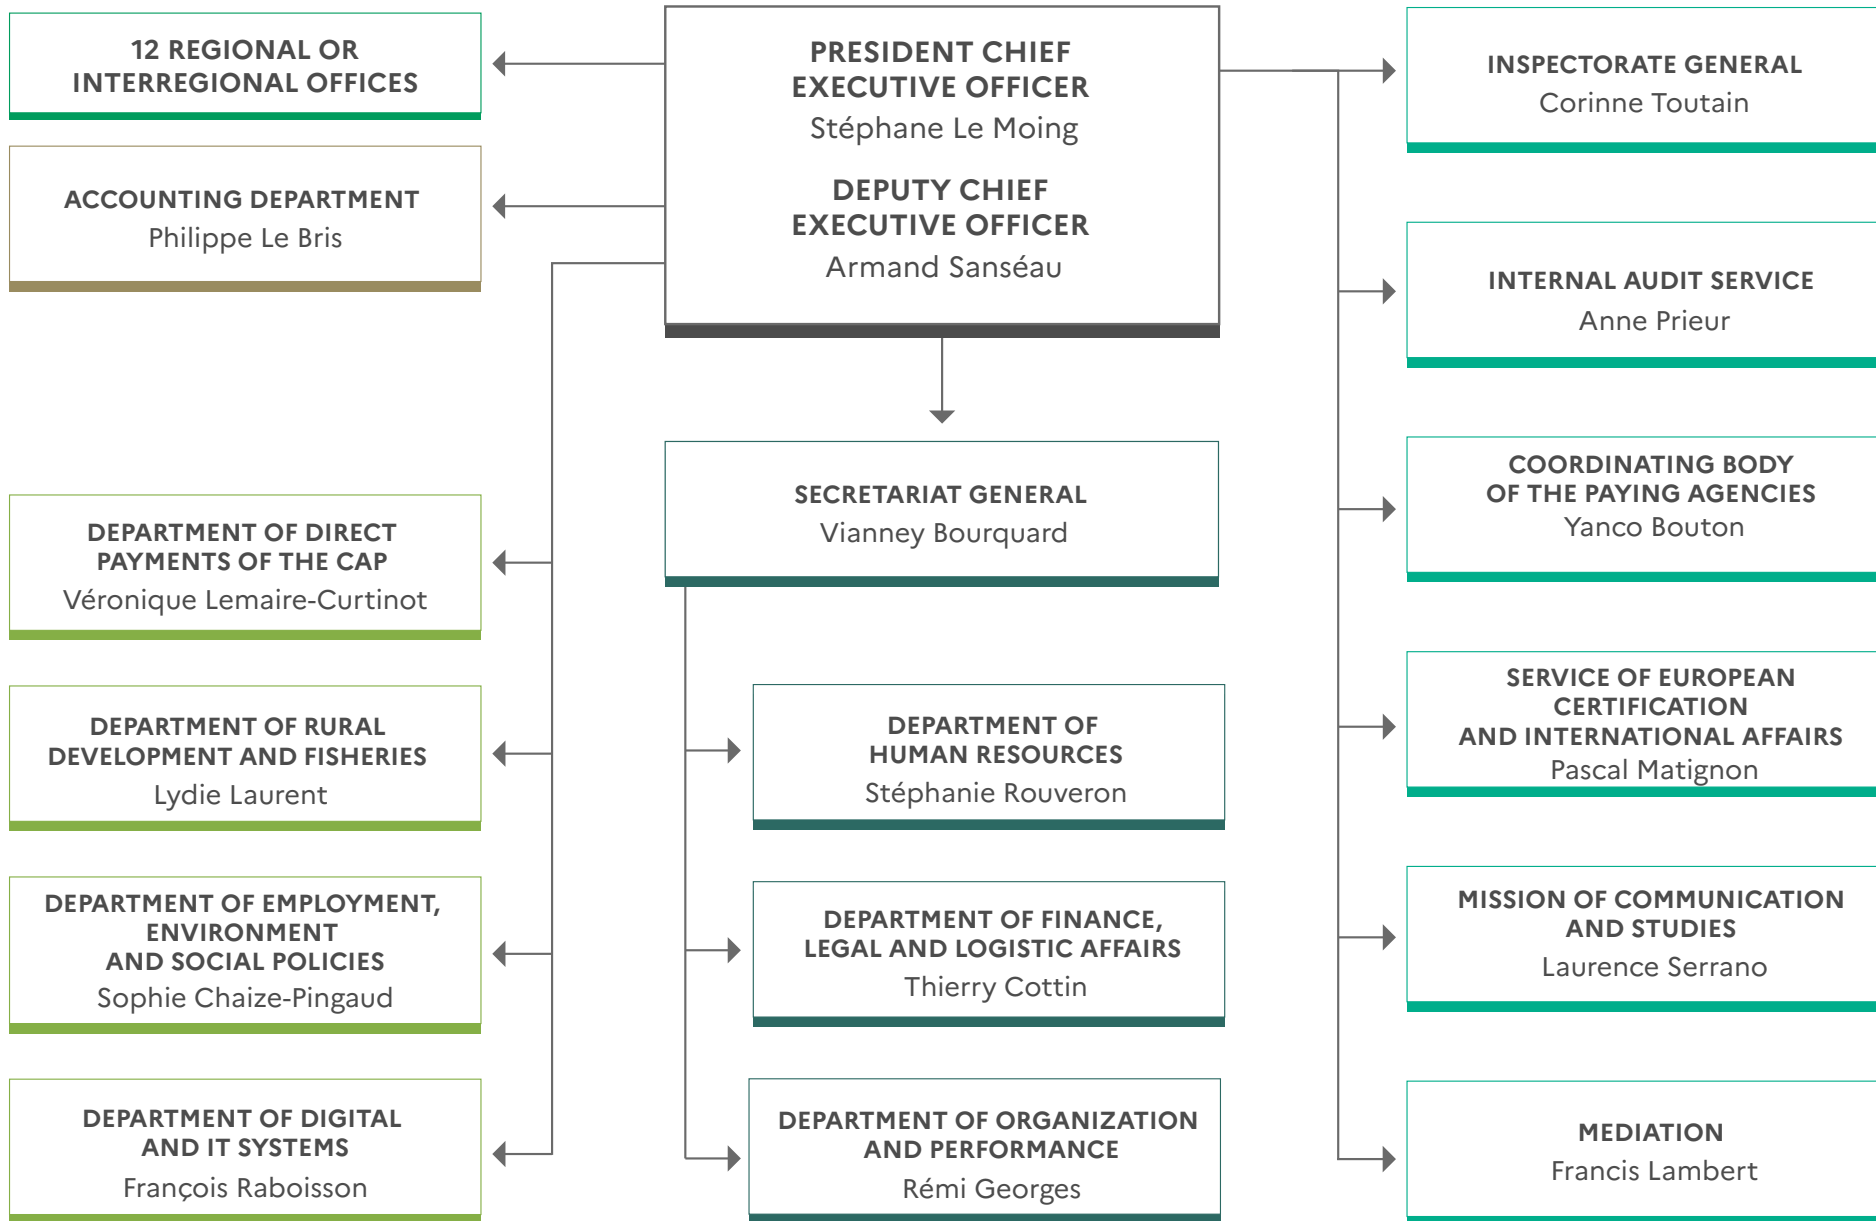 12 REGIONAL OR
INTERREGIONAL OFFICES
ACCOUNTING DEPARTMENT
Philippe Le Bris
PRESIDENT CHIEF
EXECUTIVE OFFICER
Stéphane Le Moing
DEPUTY CHIEF
EXECUTIVE OFFICER
Armand Sanséau
INSPECTORATE GENERAL
Corinne Toutain
INTERNAL AUDIT SERVICE
Anne Prieur
COORDINATING BODY
OF THE PAYING AGENCIES
Yanco Bouton
SERVICE OF EUROPEAN
CERTIFICATION
AND INTERNATIONAL AFFAIRS
Pascal Matignon
MISSION OF COMMUNICATION
AND STUDIES
Laurence Serrano
MEDIATION
Francis Lambert
SECRETARIAT GENERAL
Vianney Bourquard
DEPARTMENT OF
HUMAN RESOURCES
Stéphanie Rouveron
DEPARTMENT OF FINANCE,
LEGAL AND LOGISTIC AFFAIRS
Thierry Cottin
DEPARTMENT OF ORGANIZATION
AND PERFORMANCE
Rémi Georges
DEPARTMENT OF DIRECT
PAYMENTS OF THE CAP
Véronique Lemaire-Curtinot
DEPARTMENT OF RURAL
DEVELOPMENT AND FISHERIES
Lydie Laurent
DEPARTMENT OF EMPLOYMENT,
ENVIRONMENT
AND SOCIAL POLICIES
Sophie Chaize-Pingaud
DEPARTMENT OF DIGITAL
AND IT SYSTEMS
François Raboisson